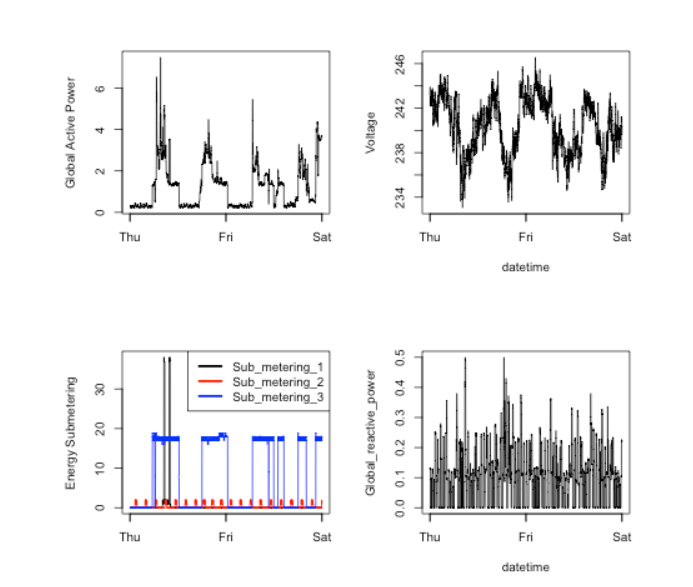 Global Active Power
0
2
4
6
Thu
Fri
Sat
Voltage
234
238
242
246
Thu
Fri
Sat
datetime
Energy Submetering
0
10
20
30
Sub_metering_1
Sub_metering_2
Sub_metering_3
Thu
Fri
Sat
Global_reactive_power
0.0
0.1
0.2
0.3
0.4
0.5
Thu
Fri
Sat
datetime